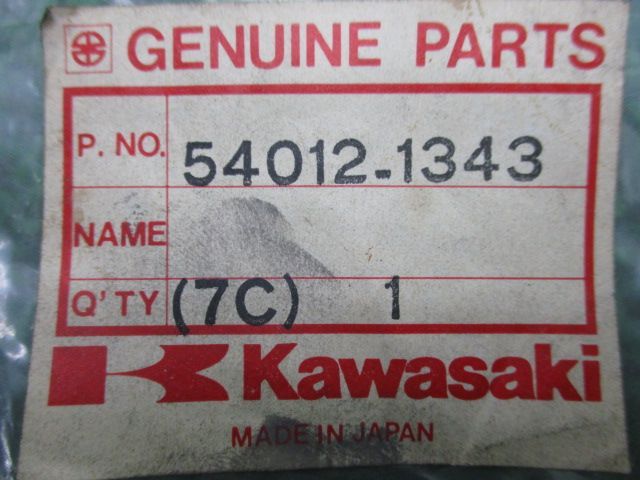 GENUINE PARTS
P. NO. 54012-1343
NAME
Q'TY (7C) 1
Kawasaki
MADE IN JAPAN